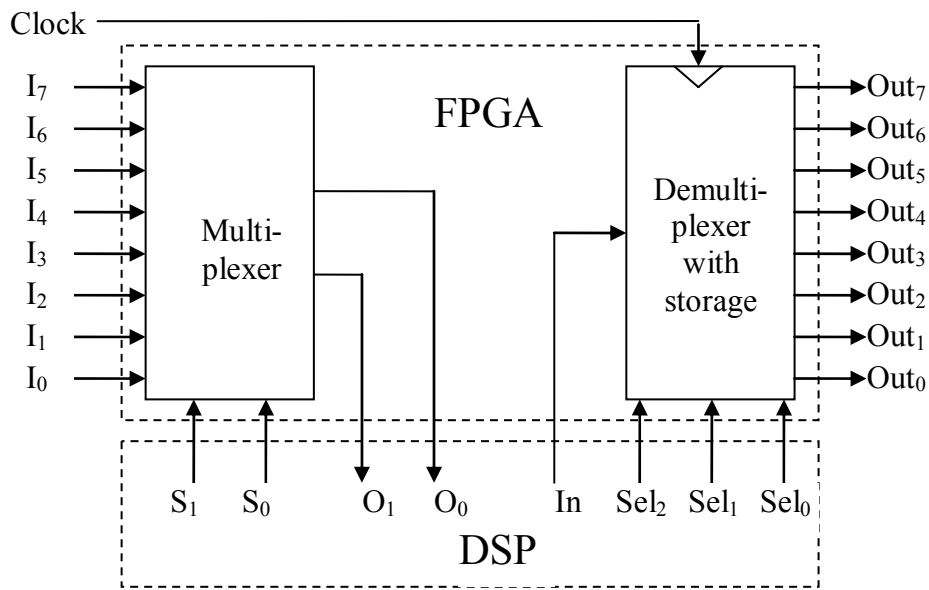 Clock
FPGA
I₇
I₆
I₅
I₄
I₃
I₂
I₁
I₀
Multi-
plexer
Demulti-
plexer
with
storage
Out₇
Out₆
Out₅
Out₄
Out₃
Out₂
Out₁
Out₀
S₁ S₀ O₁ O₀ In Sel₂ Sel₁ Sel₀
DSP